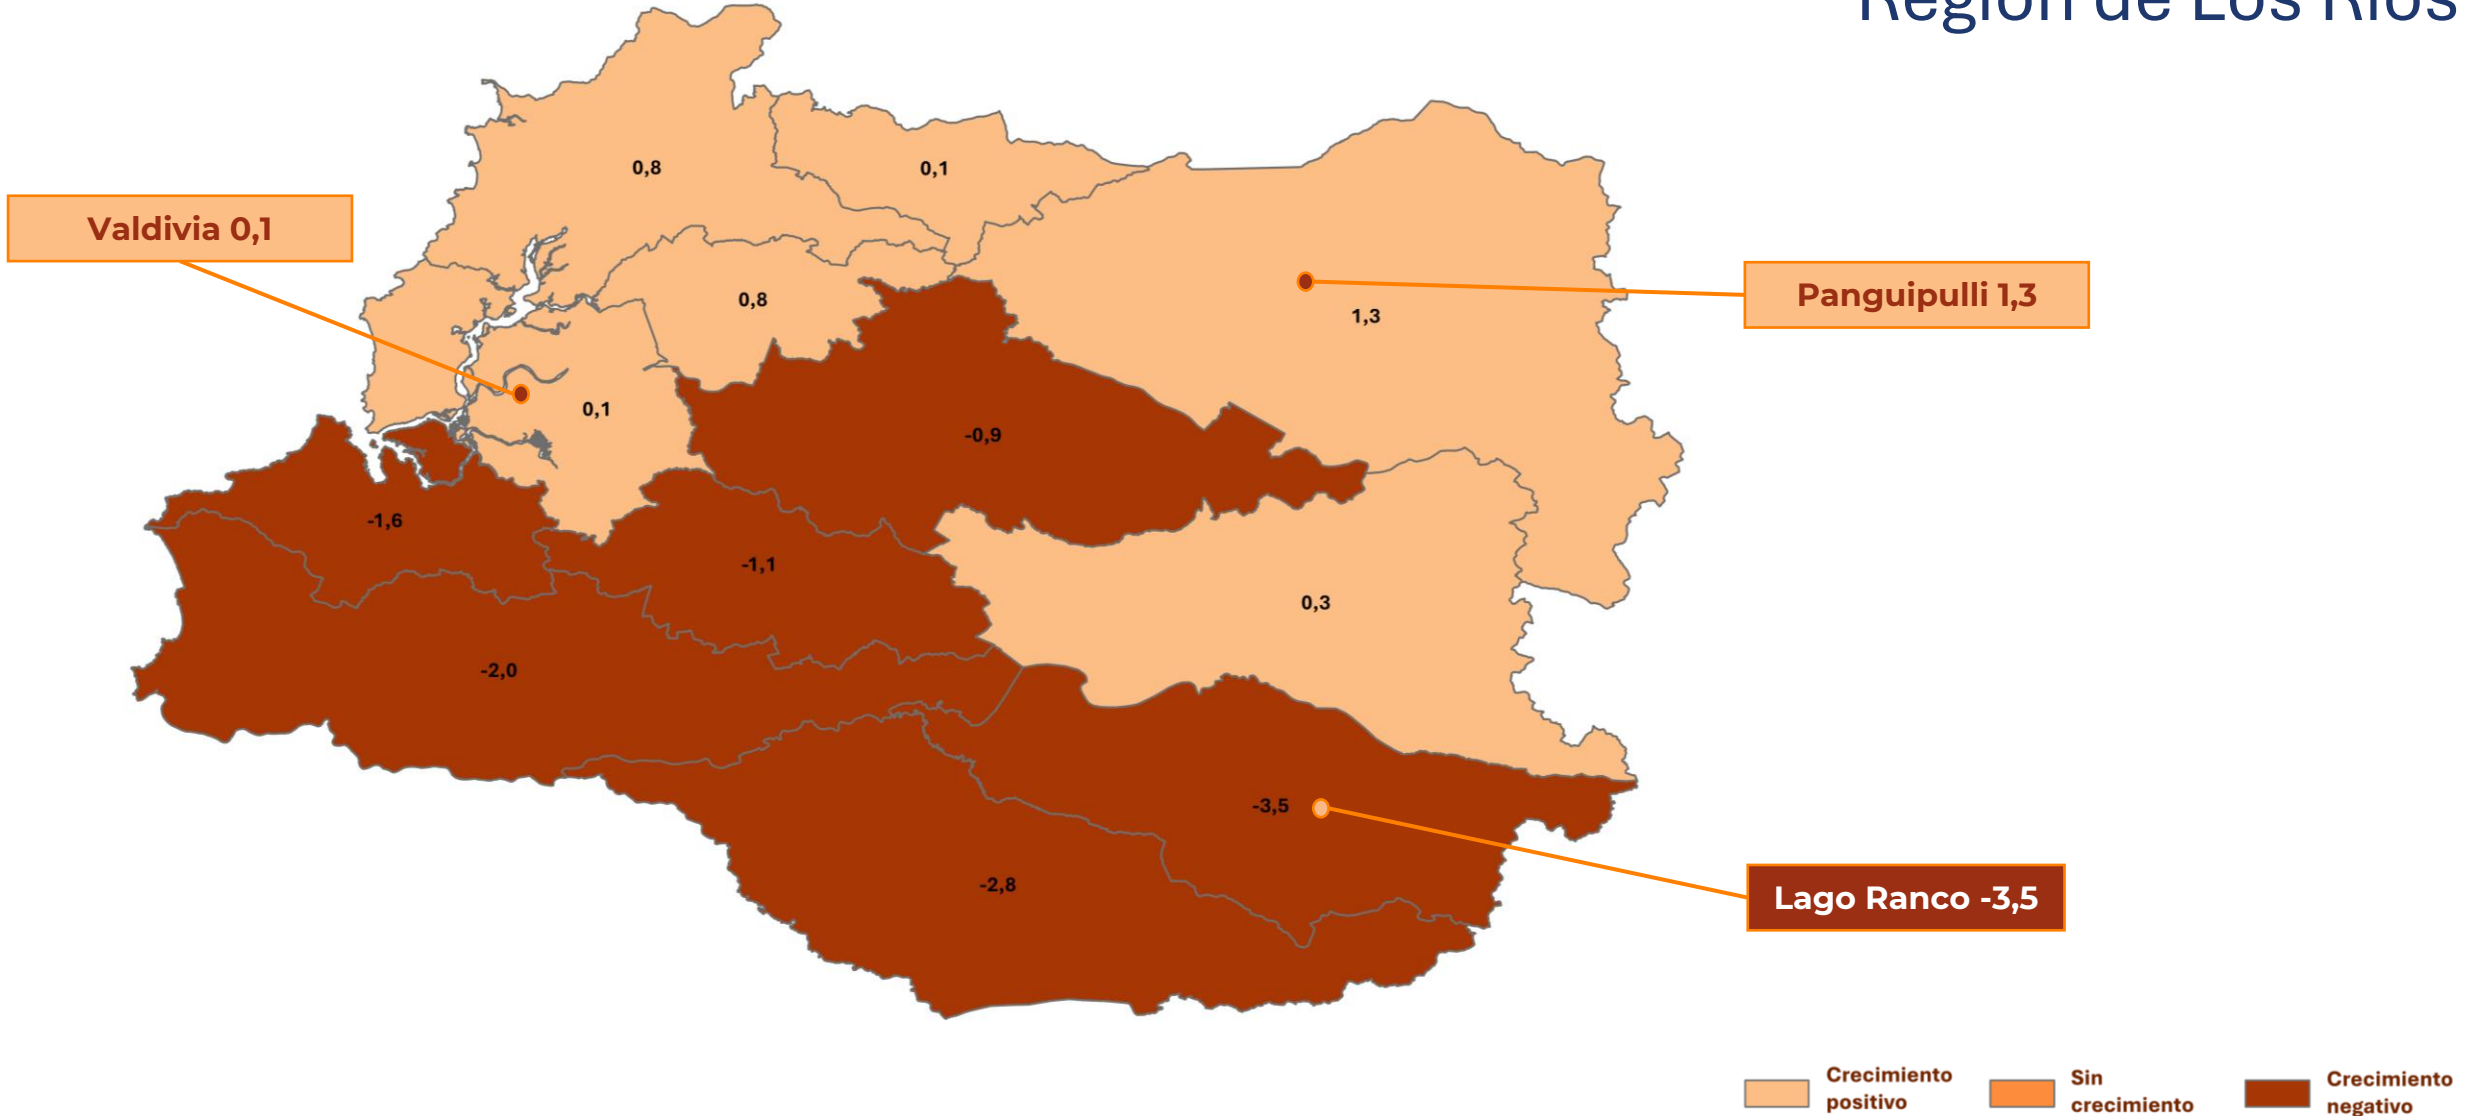 Región de Los Ríos
0,8
0,1
Valdivia 0,1
0,8
Panguipulli 1,3
1,3
0,1
-0,9
-1,6
-1,1
0,3
-2,0
-3,5
-2,8
Lago Ranco -3,5
Crecimiento
positivo
Sin
crecimiento
Crecimiento
negativo